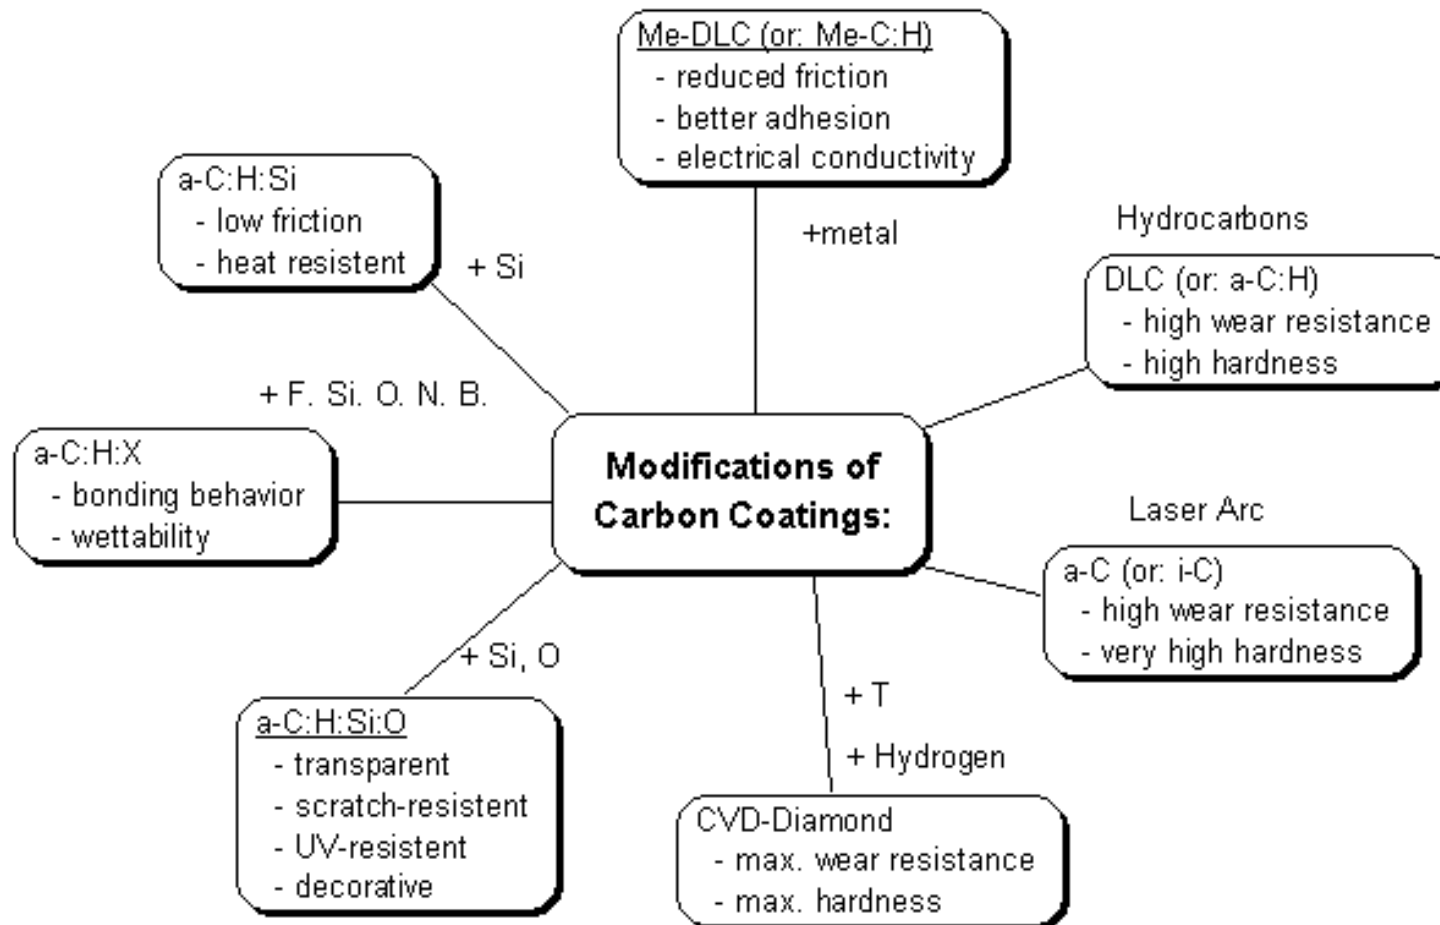 Me-DLC (or: Me-C:H)
- reduced friction
- better adhesion
- electrical conductivity
+metal
a-C:H:Si
- low friction
- heat resistent
+ Si
Hydrocarbons
DLC (or: a-C:H)
- high wear resistance
- high hardness
+ F. Si. O. N. B.
a-C:H:X
- bonding behavior
- wettability
Modifications of
Carbon Coatings:
Laser Arc
a-C (or: i-C)
- high wear resistance
- very high hardness
+ Si, O
a-C:H:Si:O
- transparent
- scratch-resistent
- UV-resistent
- decorative
+ T
+ Hydrogen
CVD-Diamond
- max. wear resistance
- max. hardness